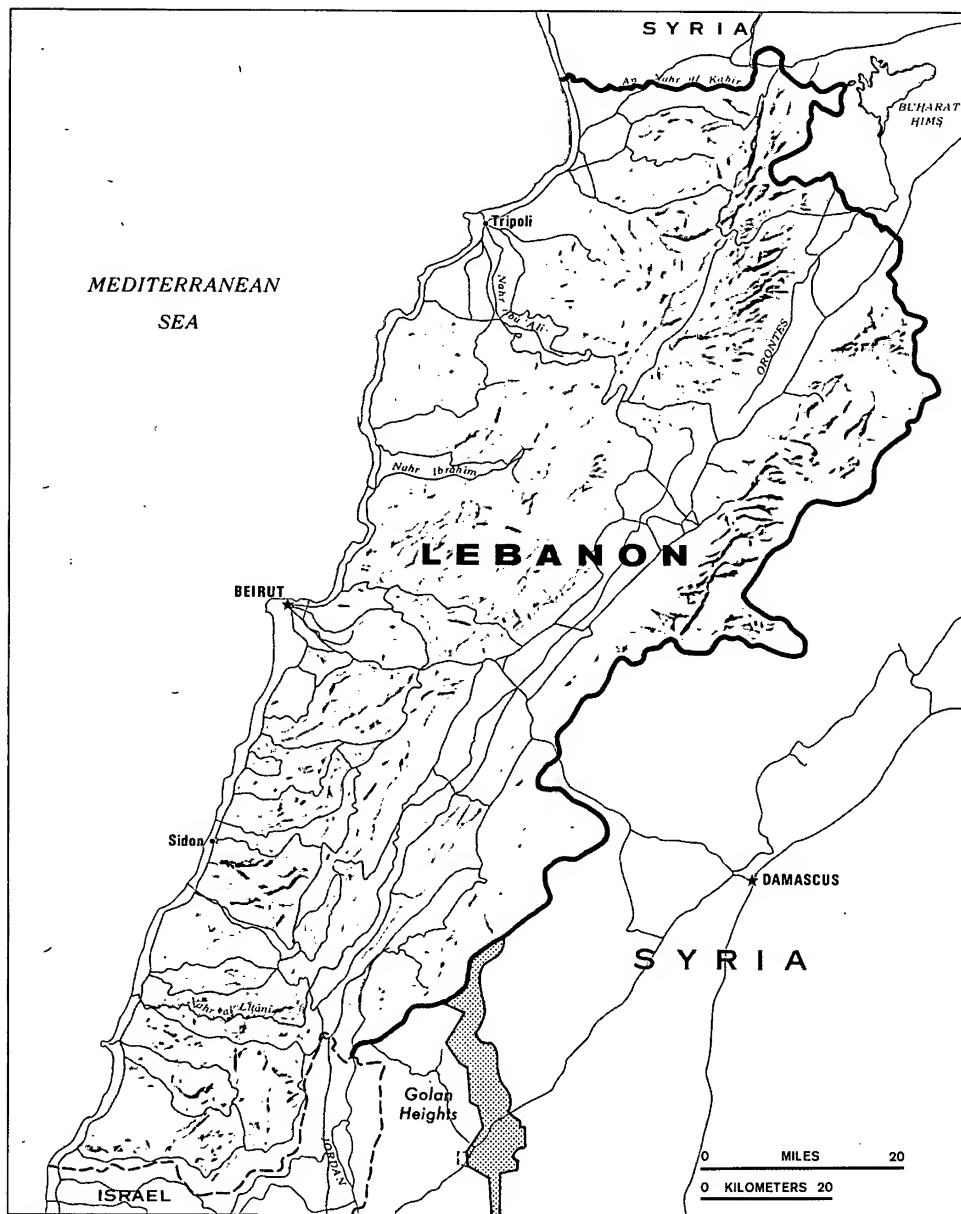 SYRIA
An Nahr al Kabir
BUHARAT
HIMS
Tripoli
MEDITERRANEAN
SEA
Nahr
'Ali
ORONTES
Nahr Ibrahim
LEBANON
BEIRUT
Sidon
DAMASCUS
SYRIA
Nahr al Litani
Golan
Heights
JORDAN
ISRAEL
0 MILES 20
0 KILOMETERS 20